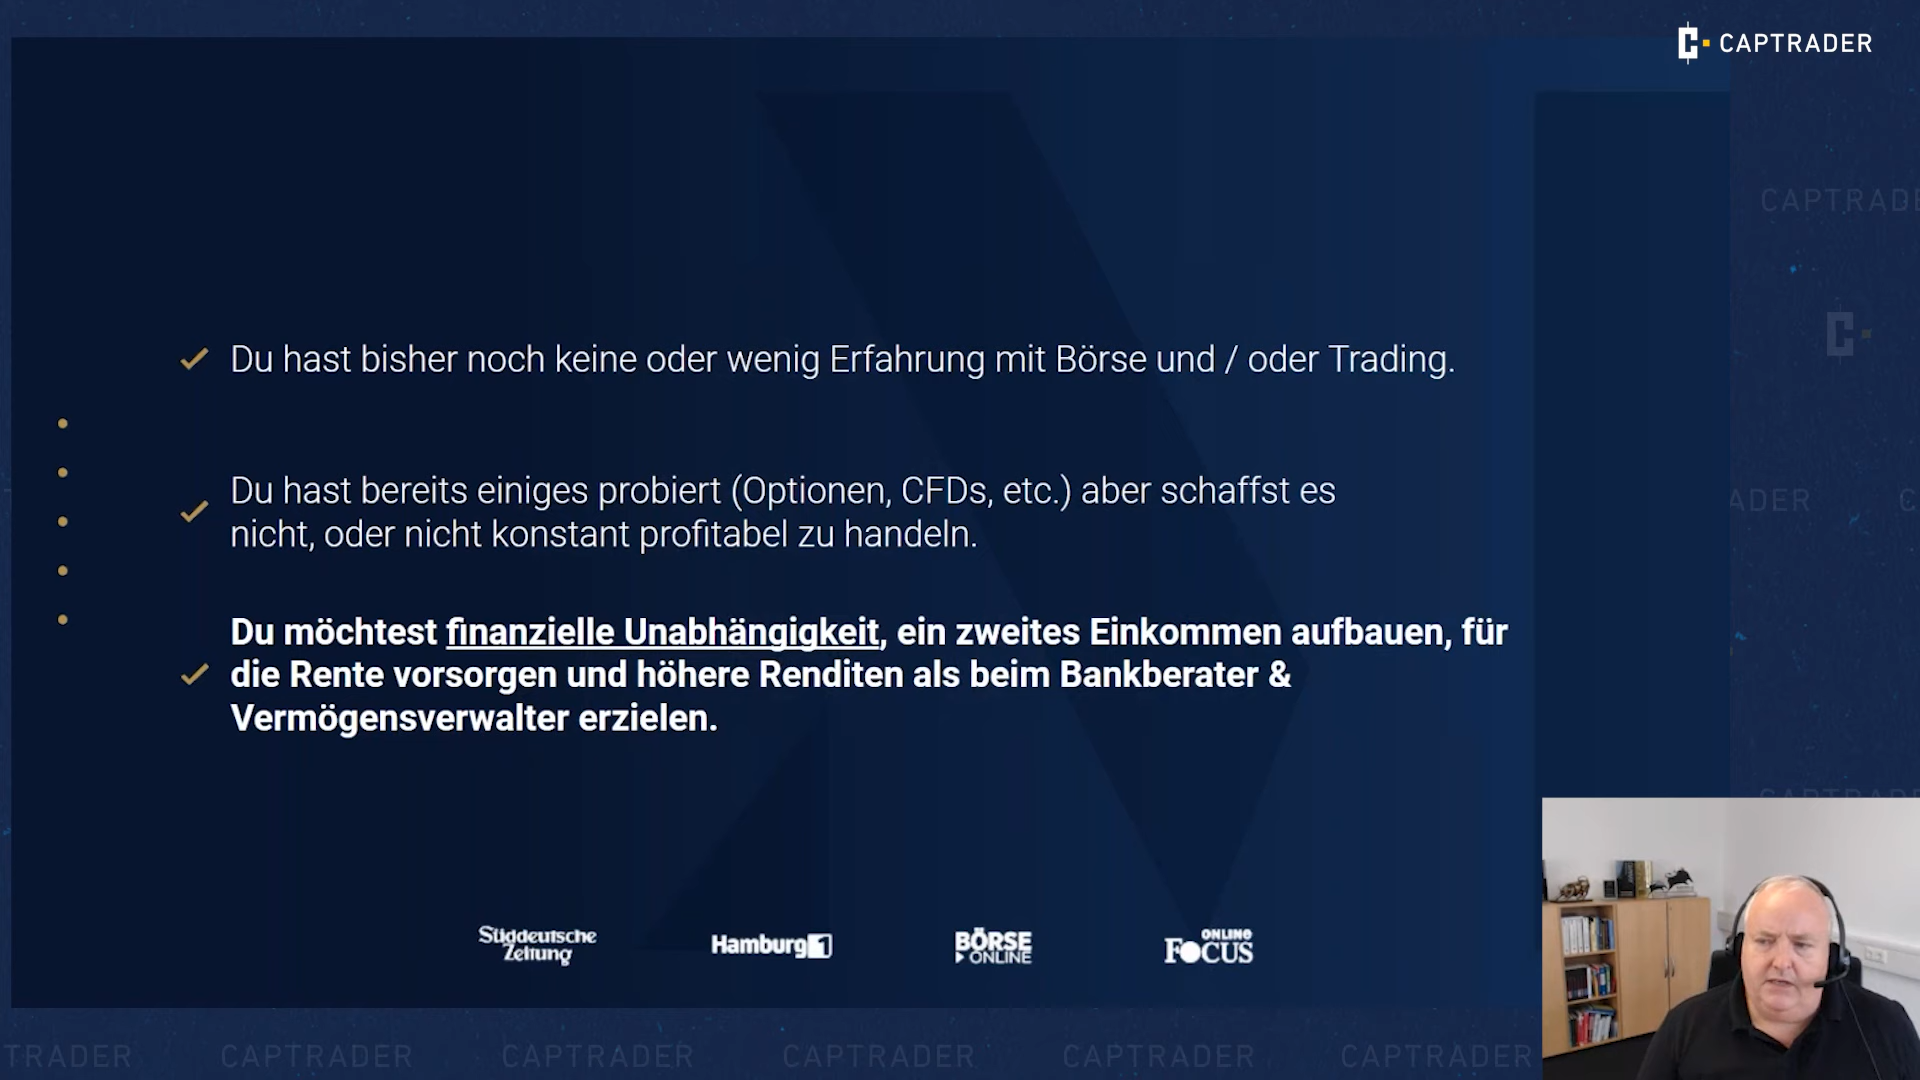 CAPTRADER
CAPTRADE
Du hast bisher noch keine oder wenig Erfahrung mit Börse und / oder Trading.
Du hast bereits einiges probiert (Optionen, CFDs, etc.) aber schaffst es
nicht, oder nicht konstant profitabel zu handeln.
ADER C
Du möchtest finanzielle Unabhängigkeit, ein zweites Einkommen aufbauen, für
die Rente vorsorgen und höhere Renditen als beim Bankberater &
Vermögensverwalter erzielen.
Süddeutsche
Zeitung
Hamburg 1
BÖRSE
ONLINE
ONLINE
FOCUS
TRADER CAPTRADER CAPTRADER CAPTRADER CAPTRADER CAPTRADER